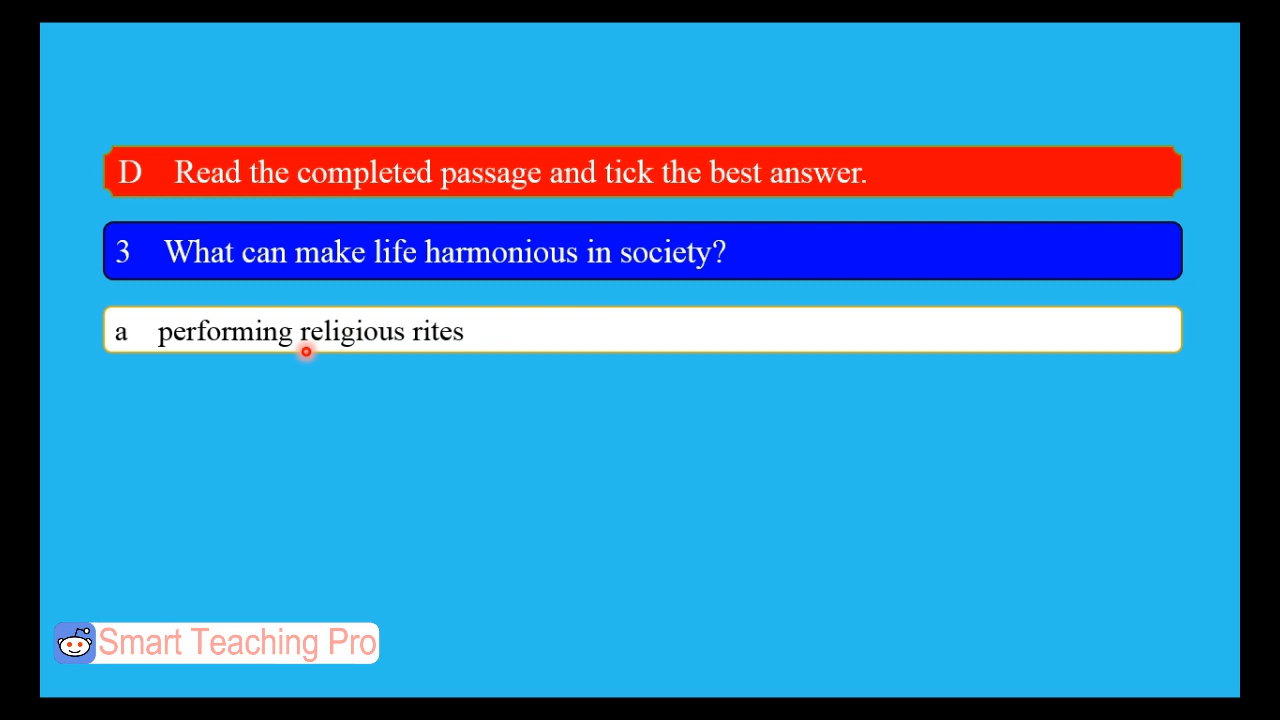 D Read the completed passage and tick the best answer.
3 What can make life harmonious in society?
a performing religious rites
Smart Teaching Pro